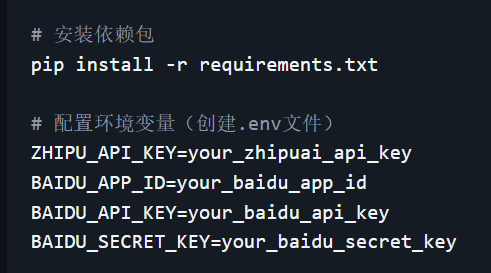 # 安装依赖包
pip install -r requirements.txt
# 配置环境变量（创建.env文件）
ZHIPU_API_KEY=your_zhipuai_api_key
BAIDU_APP_ID=your_baidu_app_id
BAIDU_API_KEY=your_baidu_api_key
BAIDU_SECRET_KEY=your_baidu_secret_key